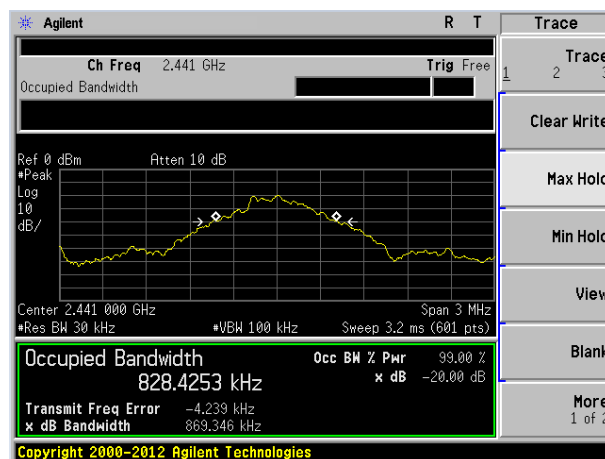 Agilent R T Trace
Ch Freq 2.441 GHz Trig Free
Occupied Bandwidth
Trace
1 2 3
Clear Write
Max Hold
Min Hold
View
Blank
More
1 of 2
Ref 0 dBm Atten 10 dB
#Peak
Log
10
dB/
Center 2.441 000 GHz Span 3 MHz
#Res BW 30 kHz #VBW 100 kHz Sweep 3.2 ms (601 pts)
Occupied Bandwidth Occ BW % Pwr 99.00 %
828.4253 kHz x dB -20.00 dB
Transmit Freq Error -4.239 kHz
x dB Bandwidth 869.346 kHz
Copyright 2000-2012 Agilent Technologies